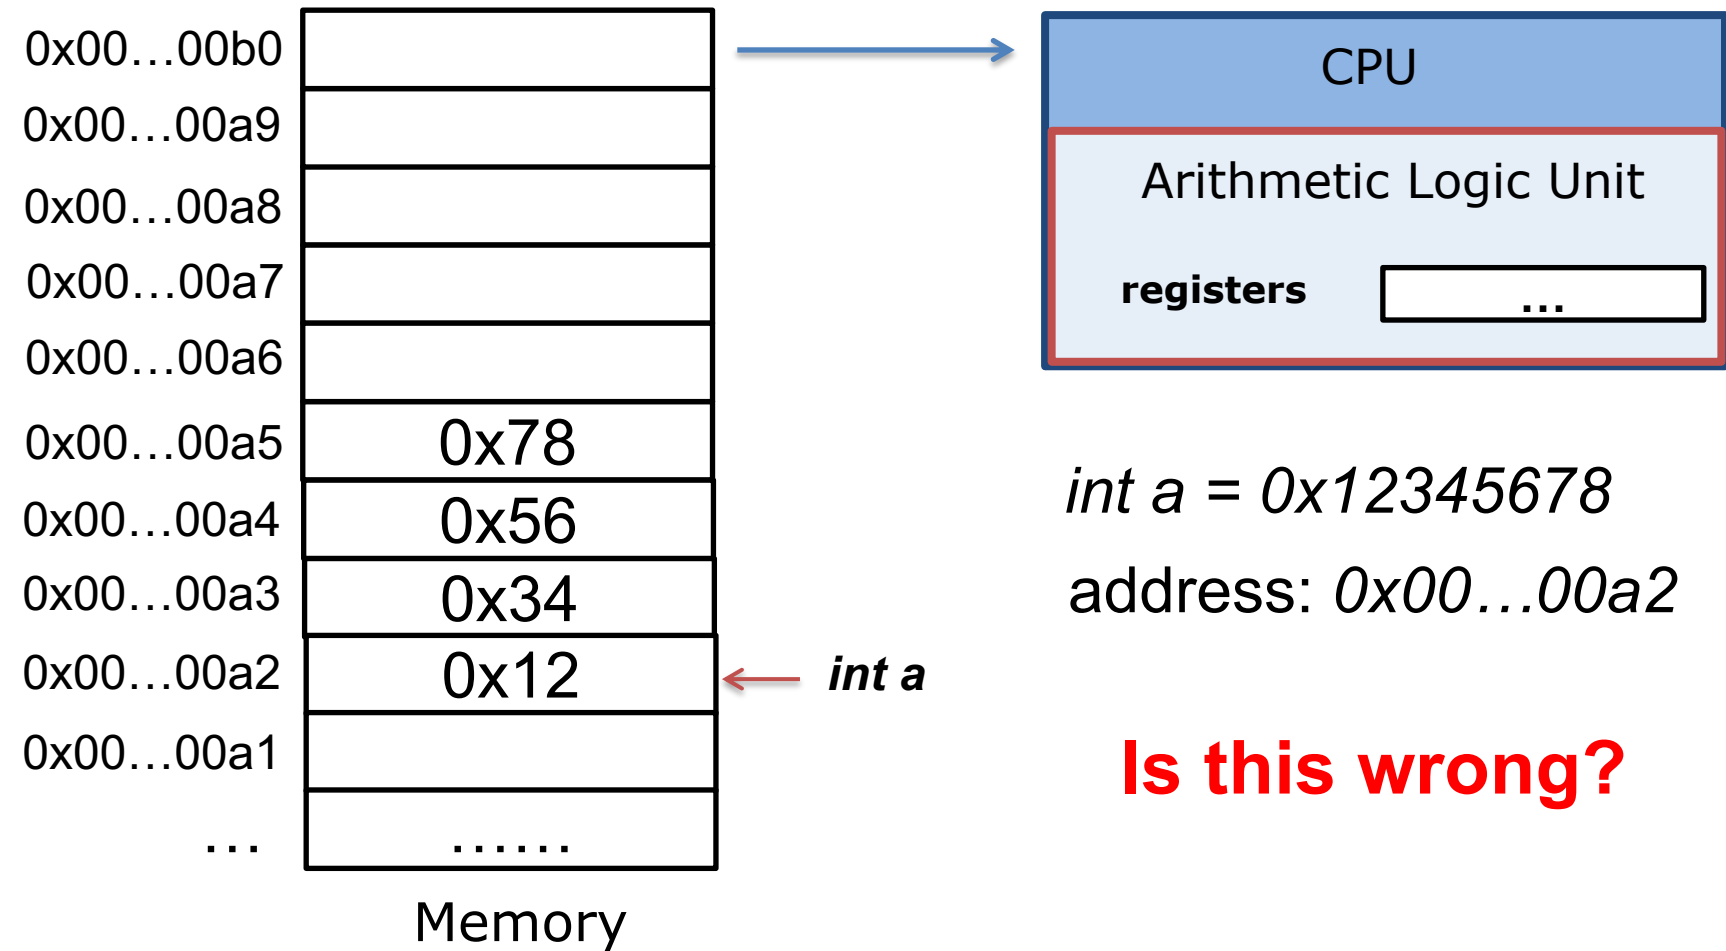 0x00…00b0
0x00…00a9
0x00…00a8
0x00…00a7
0x00…00a6
0x00…00a5 0x78
0x00…00a4 0x56
0x00…00a3 0x34
0x00…00a2 0x12 int a
0x00…00a1
… ……
Memory
CPU
Arithmetic Logic Unit
registers …
int a = 0x12345678
address: 0x00…00a2
Is this wrong?